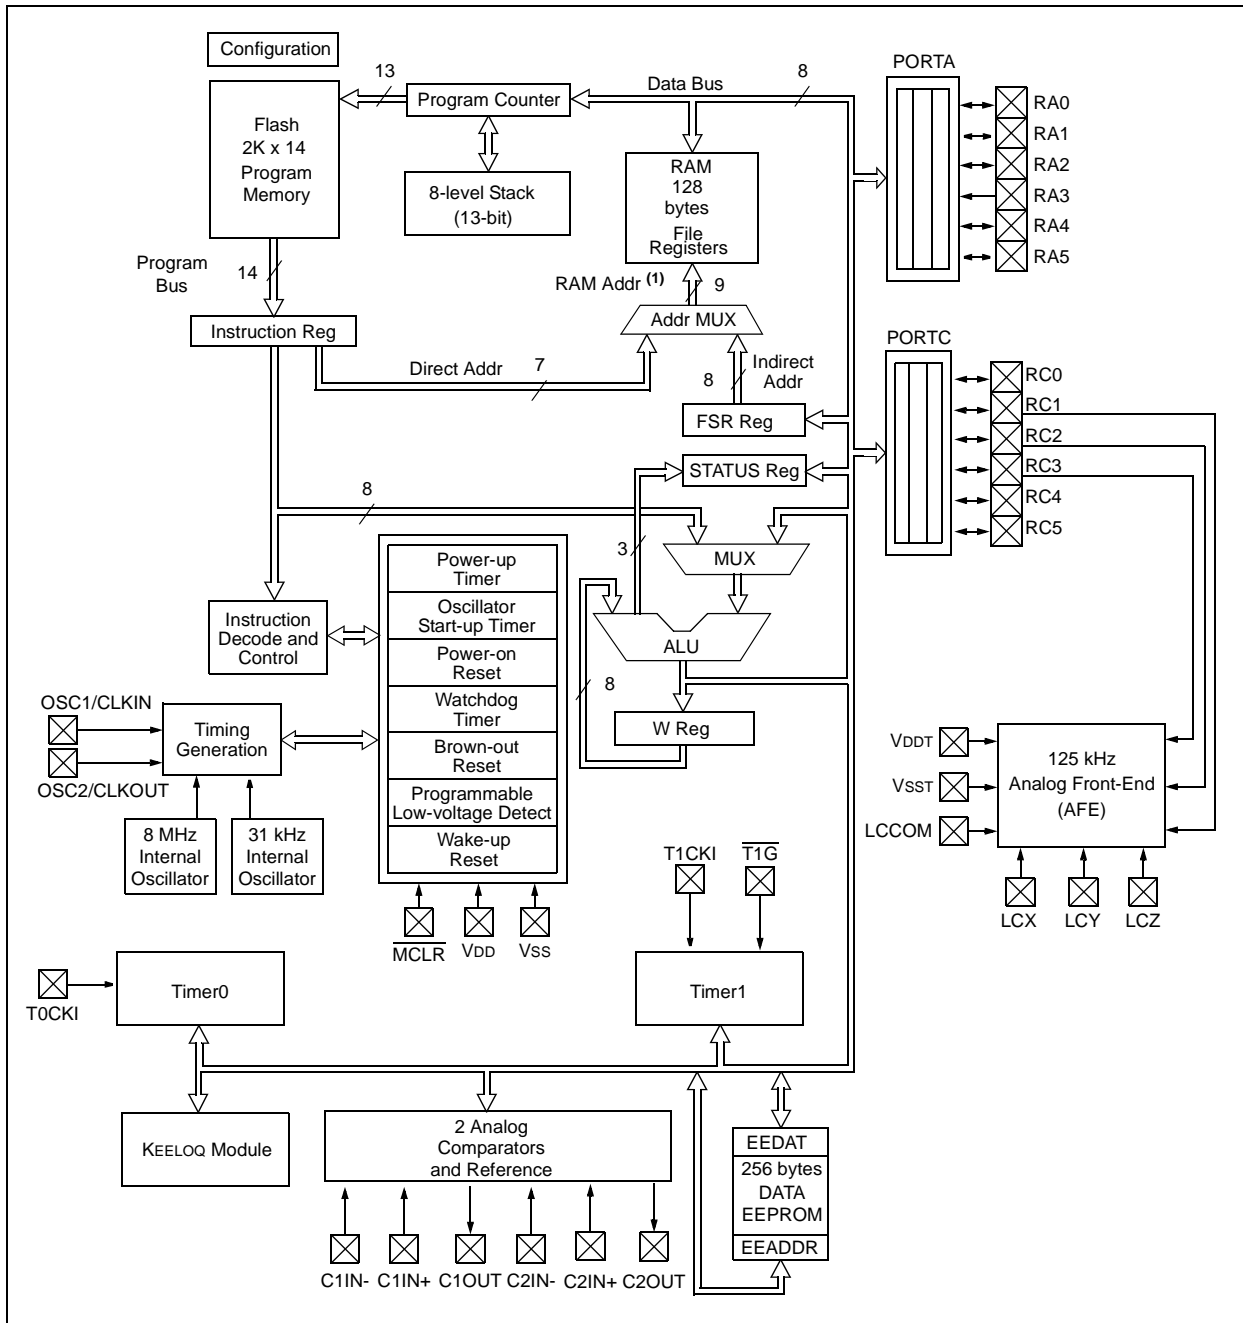 Configuration
13
Program Counter
Data Bus
8
PORTA
Flash
2K x 14
Program
Memory
8-level Stack
(13-bit)
RAM
128
bytes
File
Registers
RA0
RA1
RA2
RA3
RA4
RA5
Program
Bus
14
RAM Addr (1)
9
Instruction Reg
Addr MUX
Direct Addr
7
8
Indirect
Addr
FSR Reg
STATUS Reg
PORTC
RC0
RC1
RC2
RC3
RC4
RC5
8
3
MUX
Power-up
Timer
Oscillator
Start-up Timer
Power-on
Reset
Watchdog
Timer
Brown-out
Reset
Programmable
Low-voltage Detect
Wake-up
Reset
Instruction
Decode and
Control
ALU
8
W Reg
OSC1/CLKIN
OSC2/CLKOUT
Timing
Generation
8 MHz
Internal
Oscillator
31 kHz
Internal
Oscillator
VDDT
VSST
LCCOM
125 kHz
Analog Front-End
(AFE)
LCX
LCY
LCZ
MCLR
VDD
VSS
T1CKI
T1G
T0CKI
Timer0
Timer1
KEELOQ Module
2 Analog
Comparators
and Reference
EEDAT
256 bytes
DATA
EEPROM
EEADDR
C1IN-
C1IN+
C1OUT
C2IN-
C2IN+
C2OUT